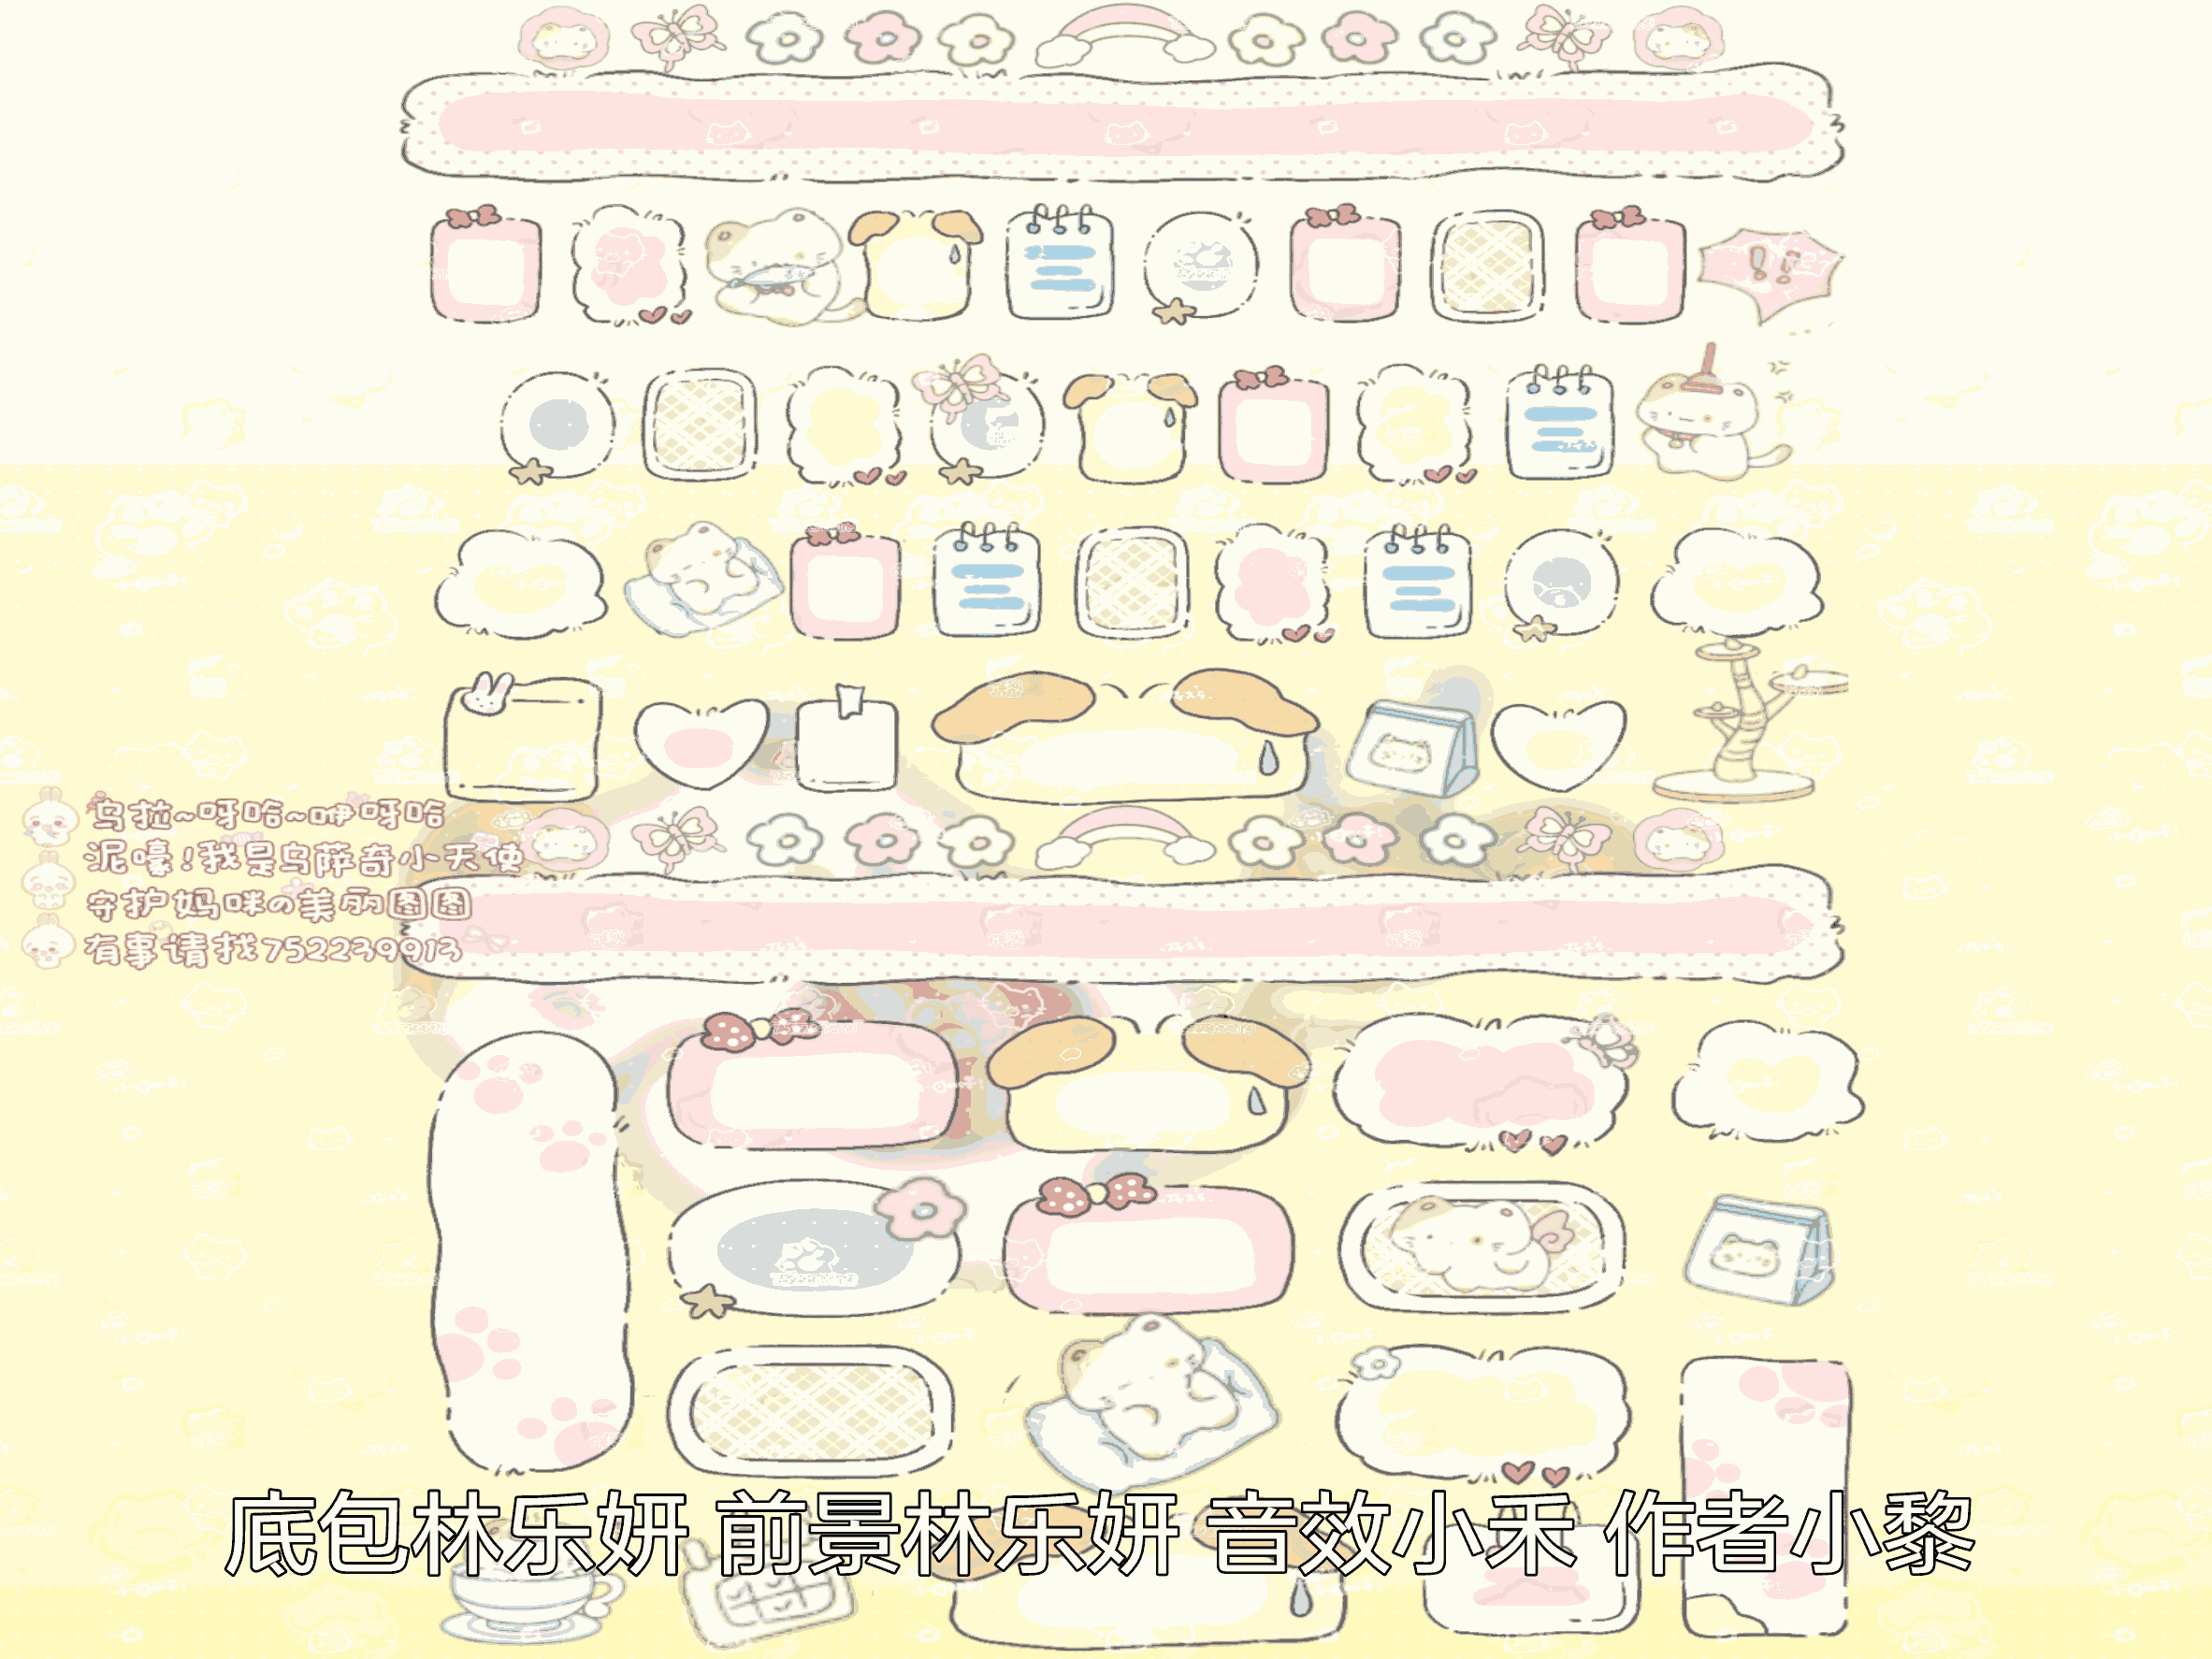 乌拉~呀哈~咿呀哈
泥嚎!我是乌萨奇小天使
守护妈咪の美丽图图
有事请找752239913
底包林乐妍 前景林乐妍 音效小禾 作者小黎